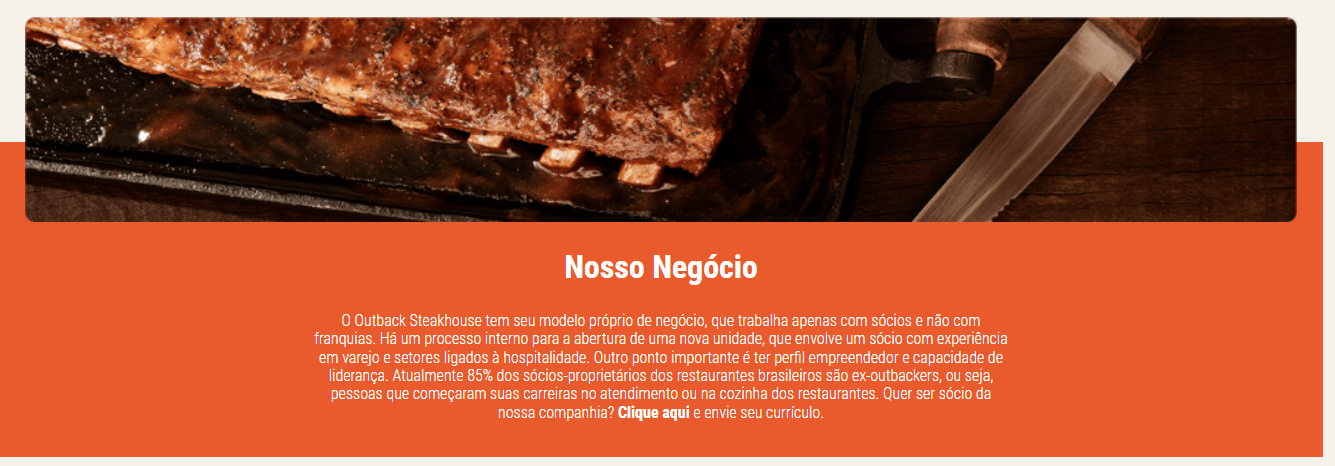 Nosso Negócio
O Outback Steakhouse tem seu modelo próprio de negócio, que trabalha apenas com sócios e não com
franquias. Há um processo interno para a abertura de uma nova unidade, que envolve um sócio com experiência
em varejo e setores ligados à hospitalidade. Outro ponto importante é ter perfil empreendedor e capacidade de
liderança. Atualmente 85% dos sócios-proprietários dos restaurantes brasileiros são ex-outbackers, ou seja,
pessoas que começaram suas carreiras no atendimento ou na cozinha dos restaurantes. Quer ser sócio da
nossa companhia? Clique aqui e envie seu currículo.